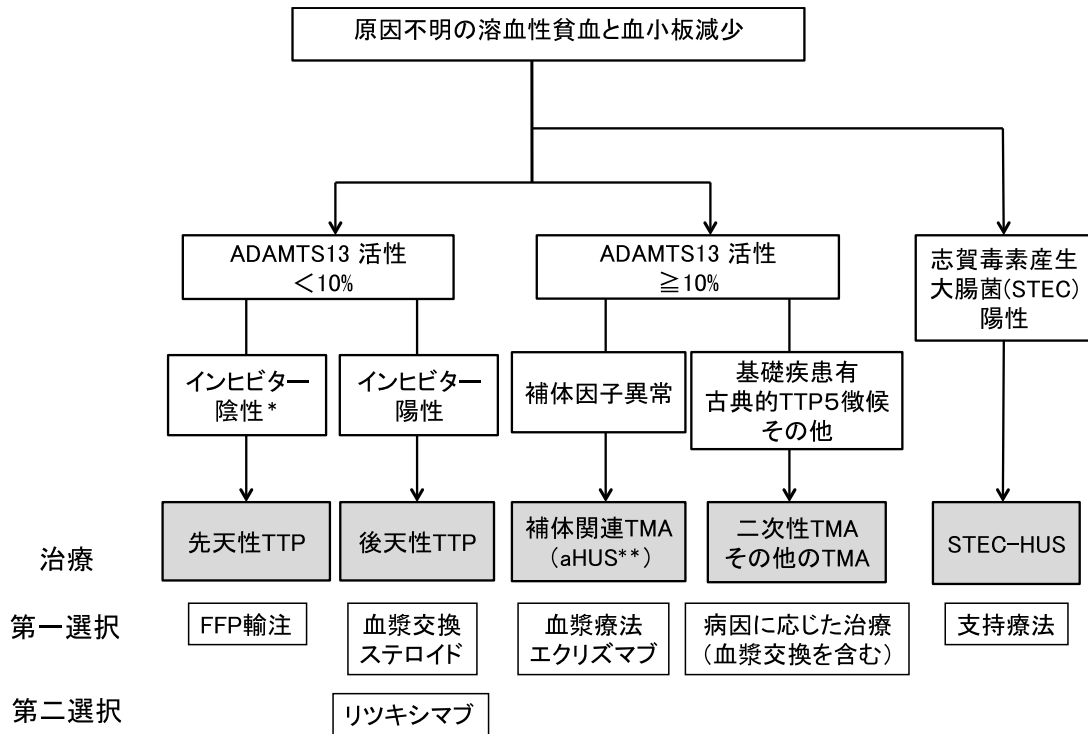 原因不明の溶血性貧血と血小板減少
ADAMTS13 活性
＜10%
ADAMTS13 活性
≧10%
志賀毒素産生
大腸菌(STEC)
陽性
インヒビター
陰性*
インヒビター
陽性
補体因子異常
基礎疾患有
古典的TTP5徴候
その他
治療
先天性TTP
後天性TTP
補体関連TMA
(aHUS**)
二次性TMA
その他のTMA
STEC-HUS
第一選択
FFP輸注
血漿交換
ステロイド
血漿療法
エクリズマブ
病因に応じた治療
(血漿交換を含む)
支持療法
第二選択
リツキシマブ